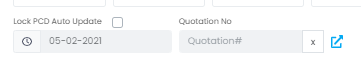 Lock PCD Auto Update Quotation No
05-02-2021 Quotation# x